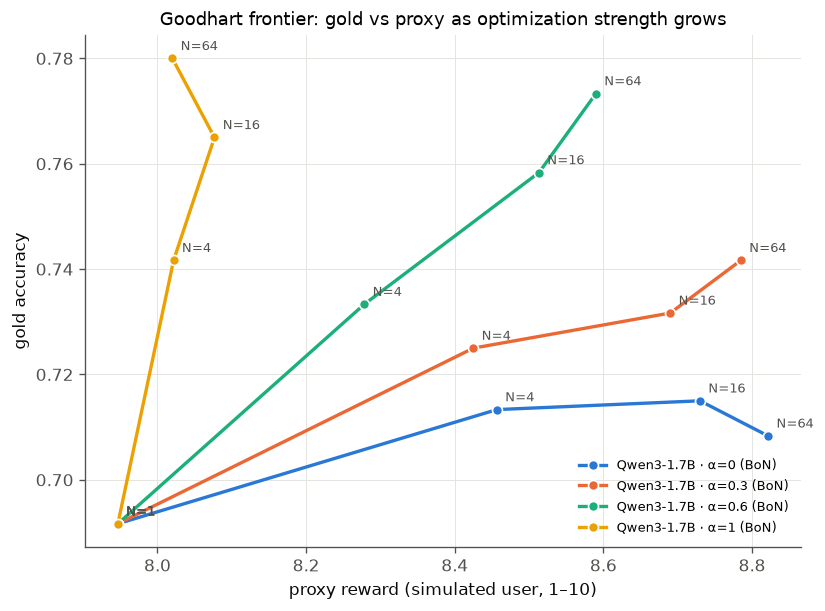 Goodhart frontier: gold vs proxy as optimization strength grows
N=64
0.78
N=64
N=16
0.76
N=16
N=4
N=64
0.74
N=4
N=16
N=4
0.72
N=16
N=4
N=64
0.70
N=1
Qwen3-1.7B · α=0 (BoN)
Qwen3-1.7B · α=0.3 (BoN)
Qwen3-1.7B · α=0.6 (BoN)
Qwen3-1.7B · α=1 (BoN)
gold accuracy
8.0
8.2
8.4
8.6
8.8
proxy reward (simulated user, 1–10)